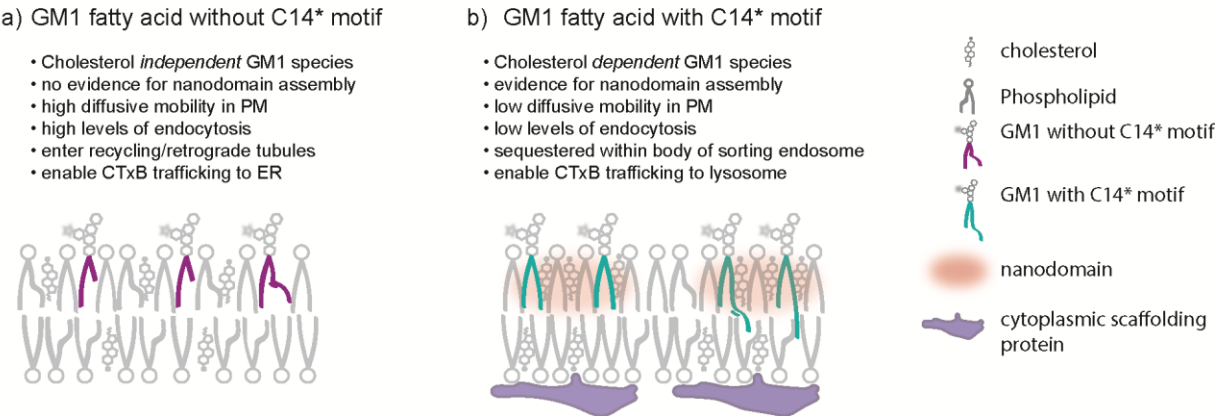 a) GM1 fatty acid without C14* motif
• Cholesterol independent GM1 species
• no evidence for nanodomain assembly
• high diffusive mobility in PM
• high levels of endocytosis
• enter recycling/retrograde tubules
• enable CTxB trafficking to ER
b) GM1 fatty acid with C14* motif
• Cholesterol dependent GM1 species
• evidence for nanodomain assembly
• low diffusive mobility in PM
• low levels of endocytosis
• sequestered within body of sorting endosome
• enable CTxB trafficking to lysosome
cholesterol
Phospholipid
GM1 without C14* motif
GM1 with C14* motif
nanodomain
cytoplasmic scaffolding
protein